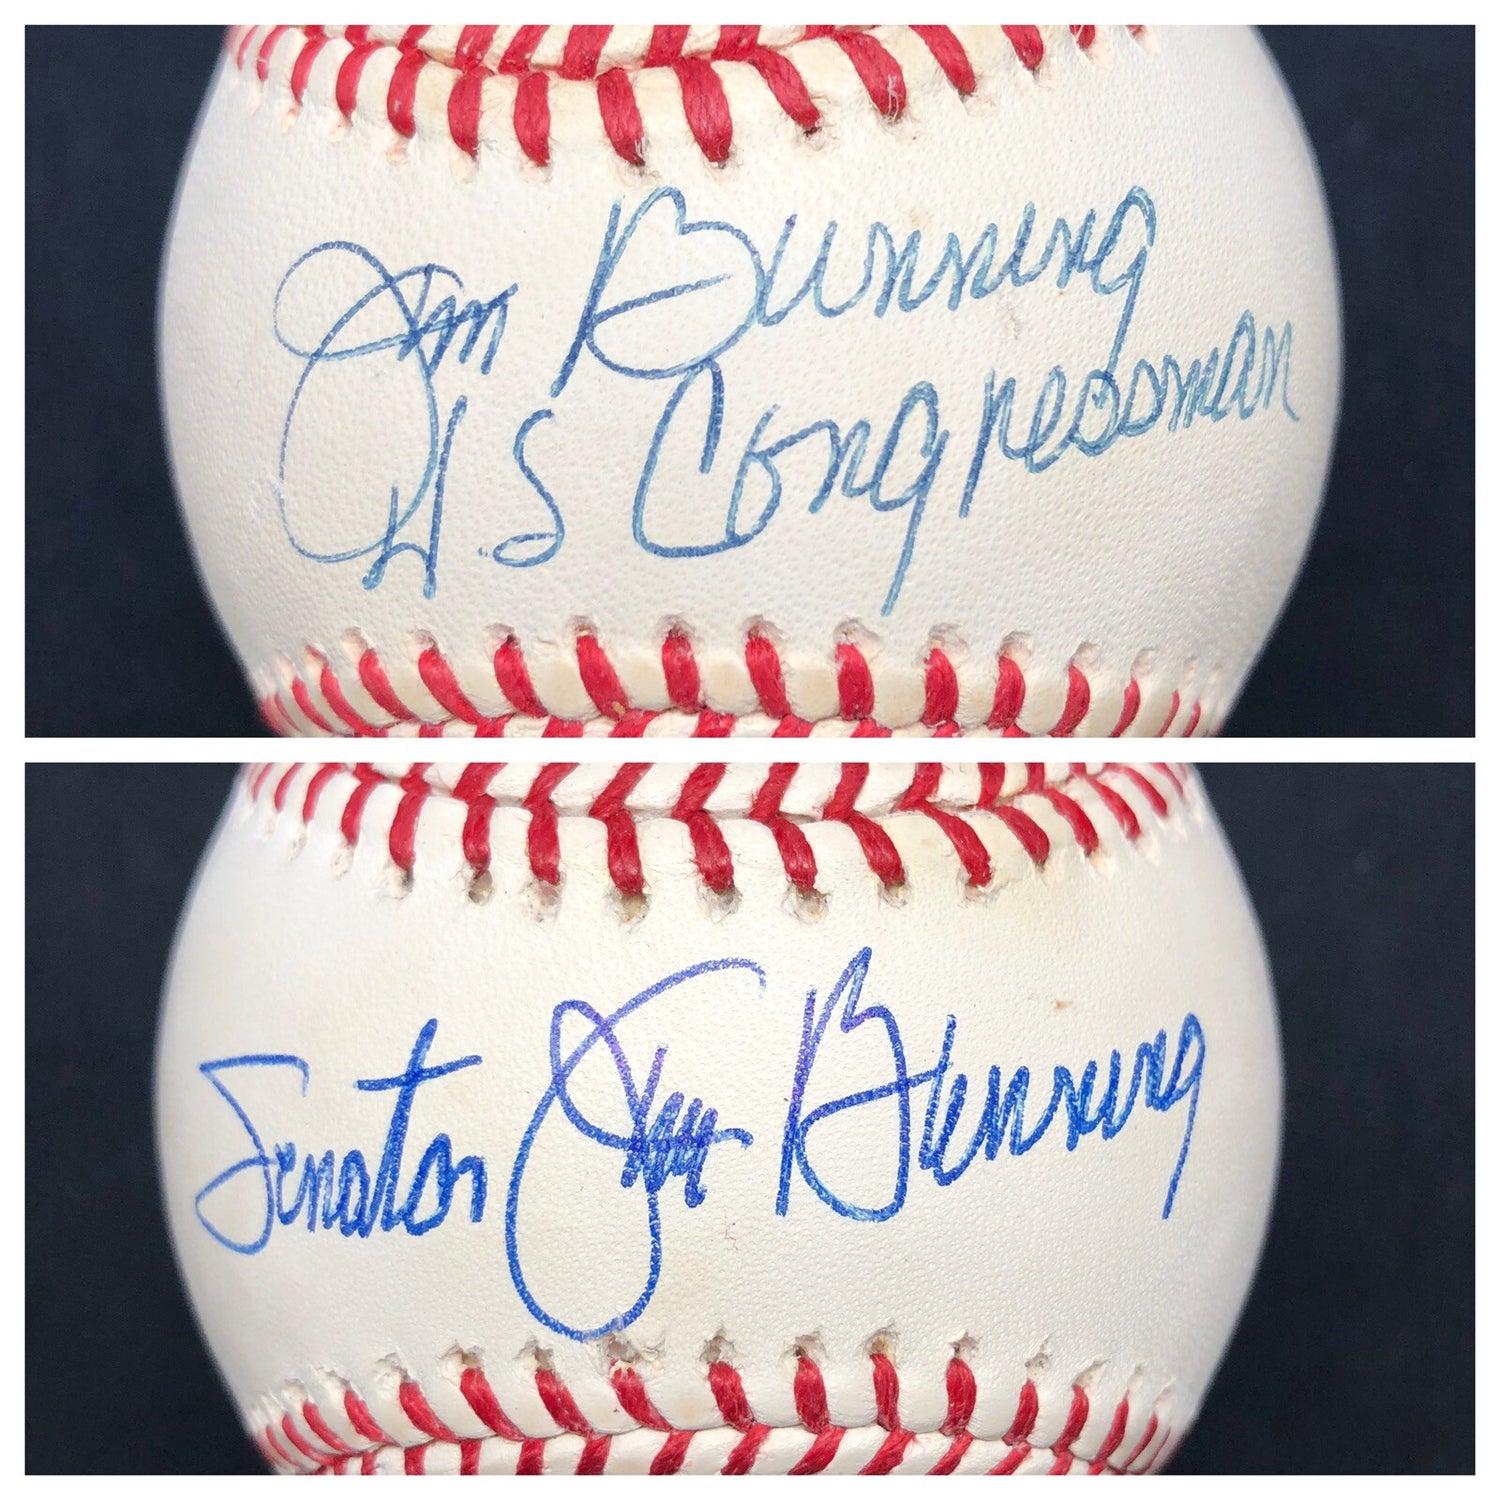 Jim Bunning
U.S Congressman
Senator Jim Bunning